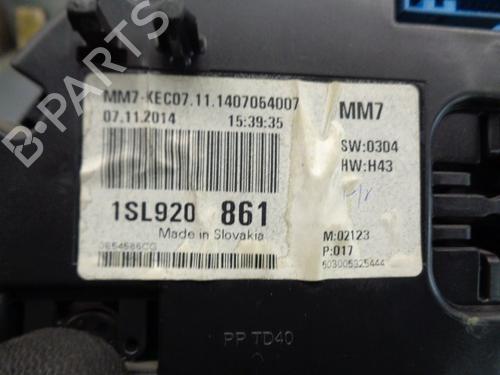 MM7-KEC07.11.1407064007
07.11.2014 15:39:35
MM7
SW:0304
HW:H43
1SL920 861
Made in Slovakia
M:02123
P:017
503005325444
PP TD40
B-PARTS